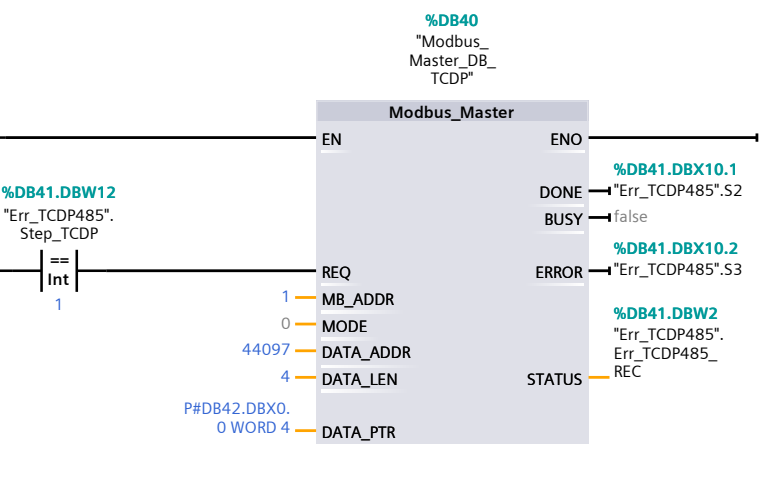 %DB40
"Modbus_
Master_DB_
TCDP"
Modbus_Master
EN
ENO
%DB41.DBX10.1
DONE
"Err_TCDP485".S2
%DB41.DBW12
"Err_TCDP485".
Step_TCDP
BUSY
false
%DB41.DBX10.2
==
Int
1
REQ
ERROR
"Err_TCDP485".S3
1
MB_ADDR
0
MODE
%DB41.DBW2
"Err_TCDP485".
Err_TCDP485_
REC
44097
DATA_ADDR
4
DATA_LEN
STATUS
P#DB42.DBX0.
0 WORD 4
DATA_PTR